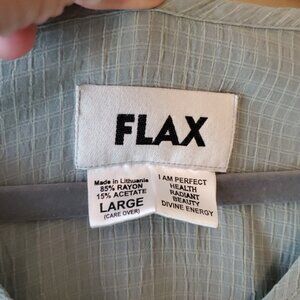 FLAX
Made in Lithuania
85% RAYON
15% ACETATE
LARGE
(CARE OVER)
I AM PERFECT
HEALTH
RADIANT
BEAUTY
DIVINE ENERGY